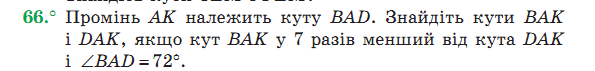 66.° Промінь AK належить куту BAD. Знайдіть кути BAK
і DAK, якщо кут BAK у 7 разів менший від кута DAK
і ∠BAD = 72°.